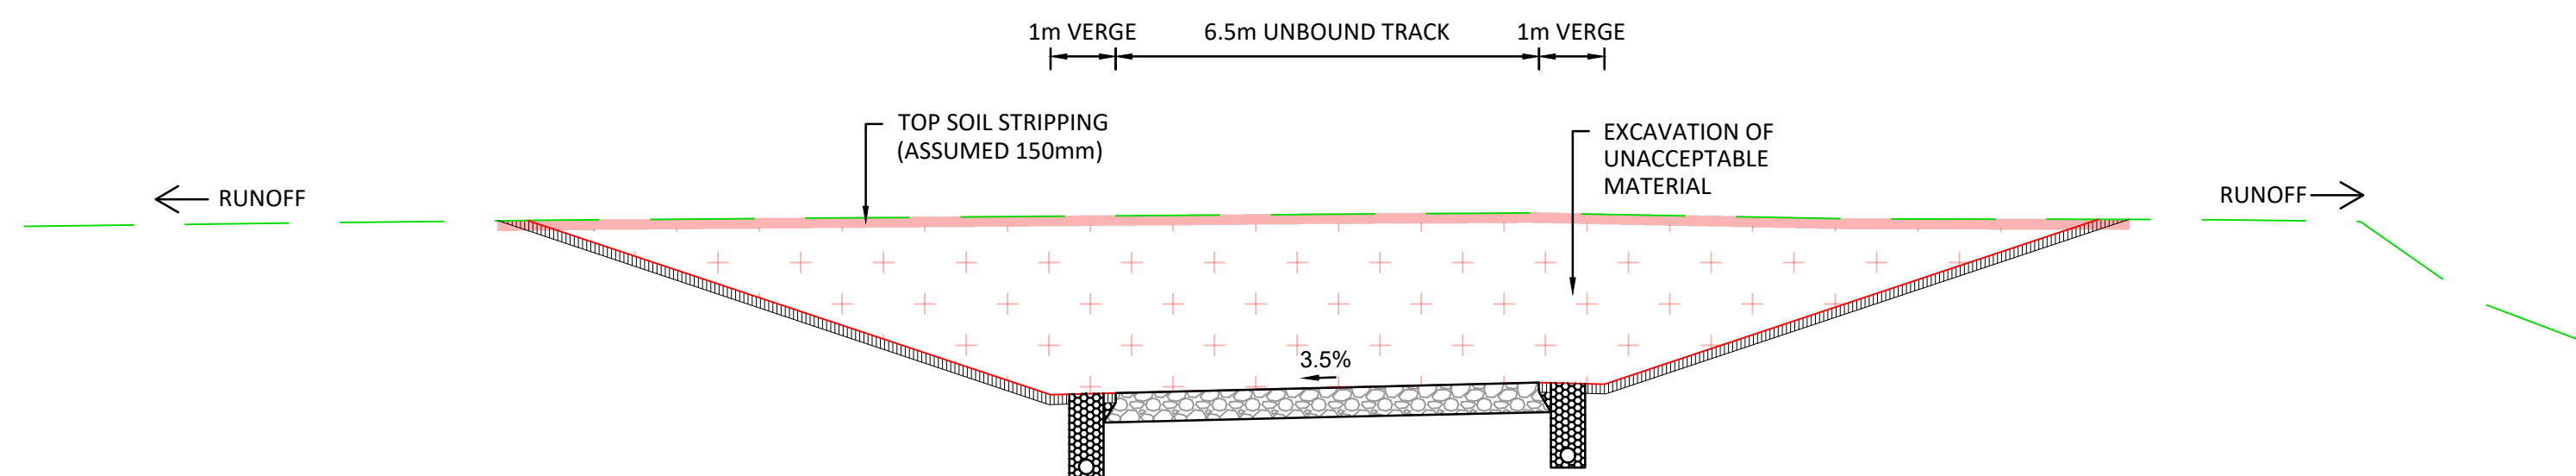 1m VERGE 6.5m UNBOUND TRACK 1m VERGE
TOP SOIL STRIPPING
(ASSUMED 150mm)
EXCAVATION OF
UNACCEPTABLE
MATERIAL
RUNOFF
RUNOFF
3.5%